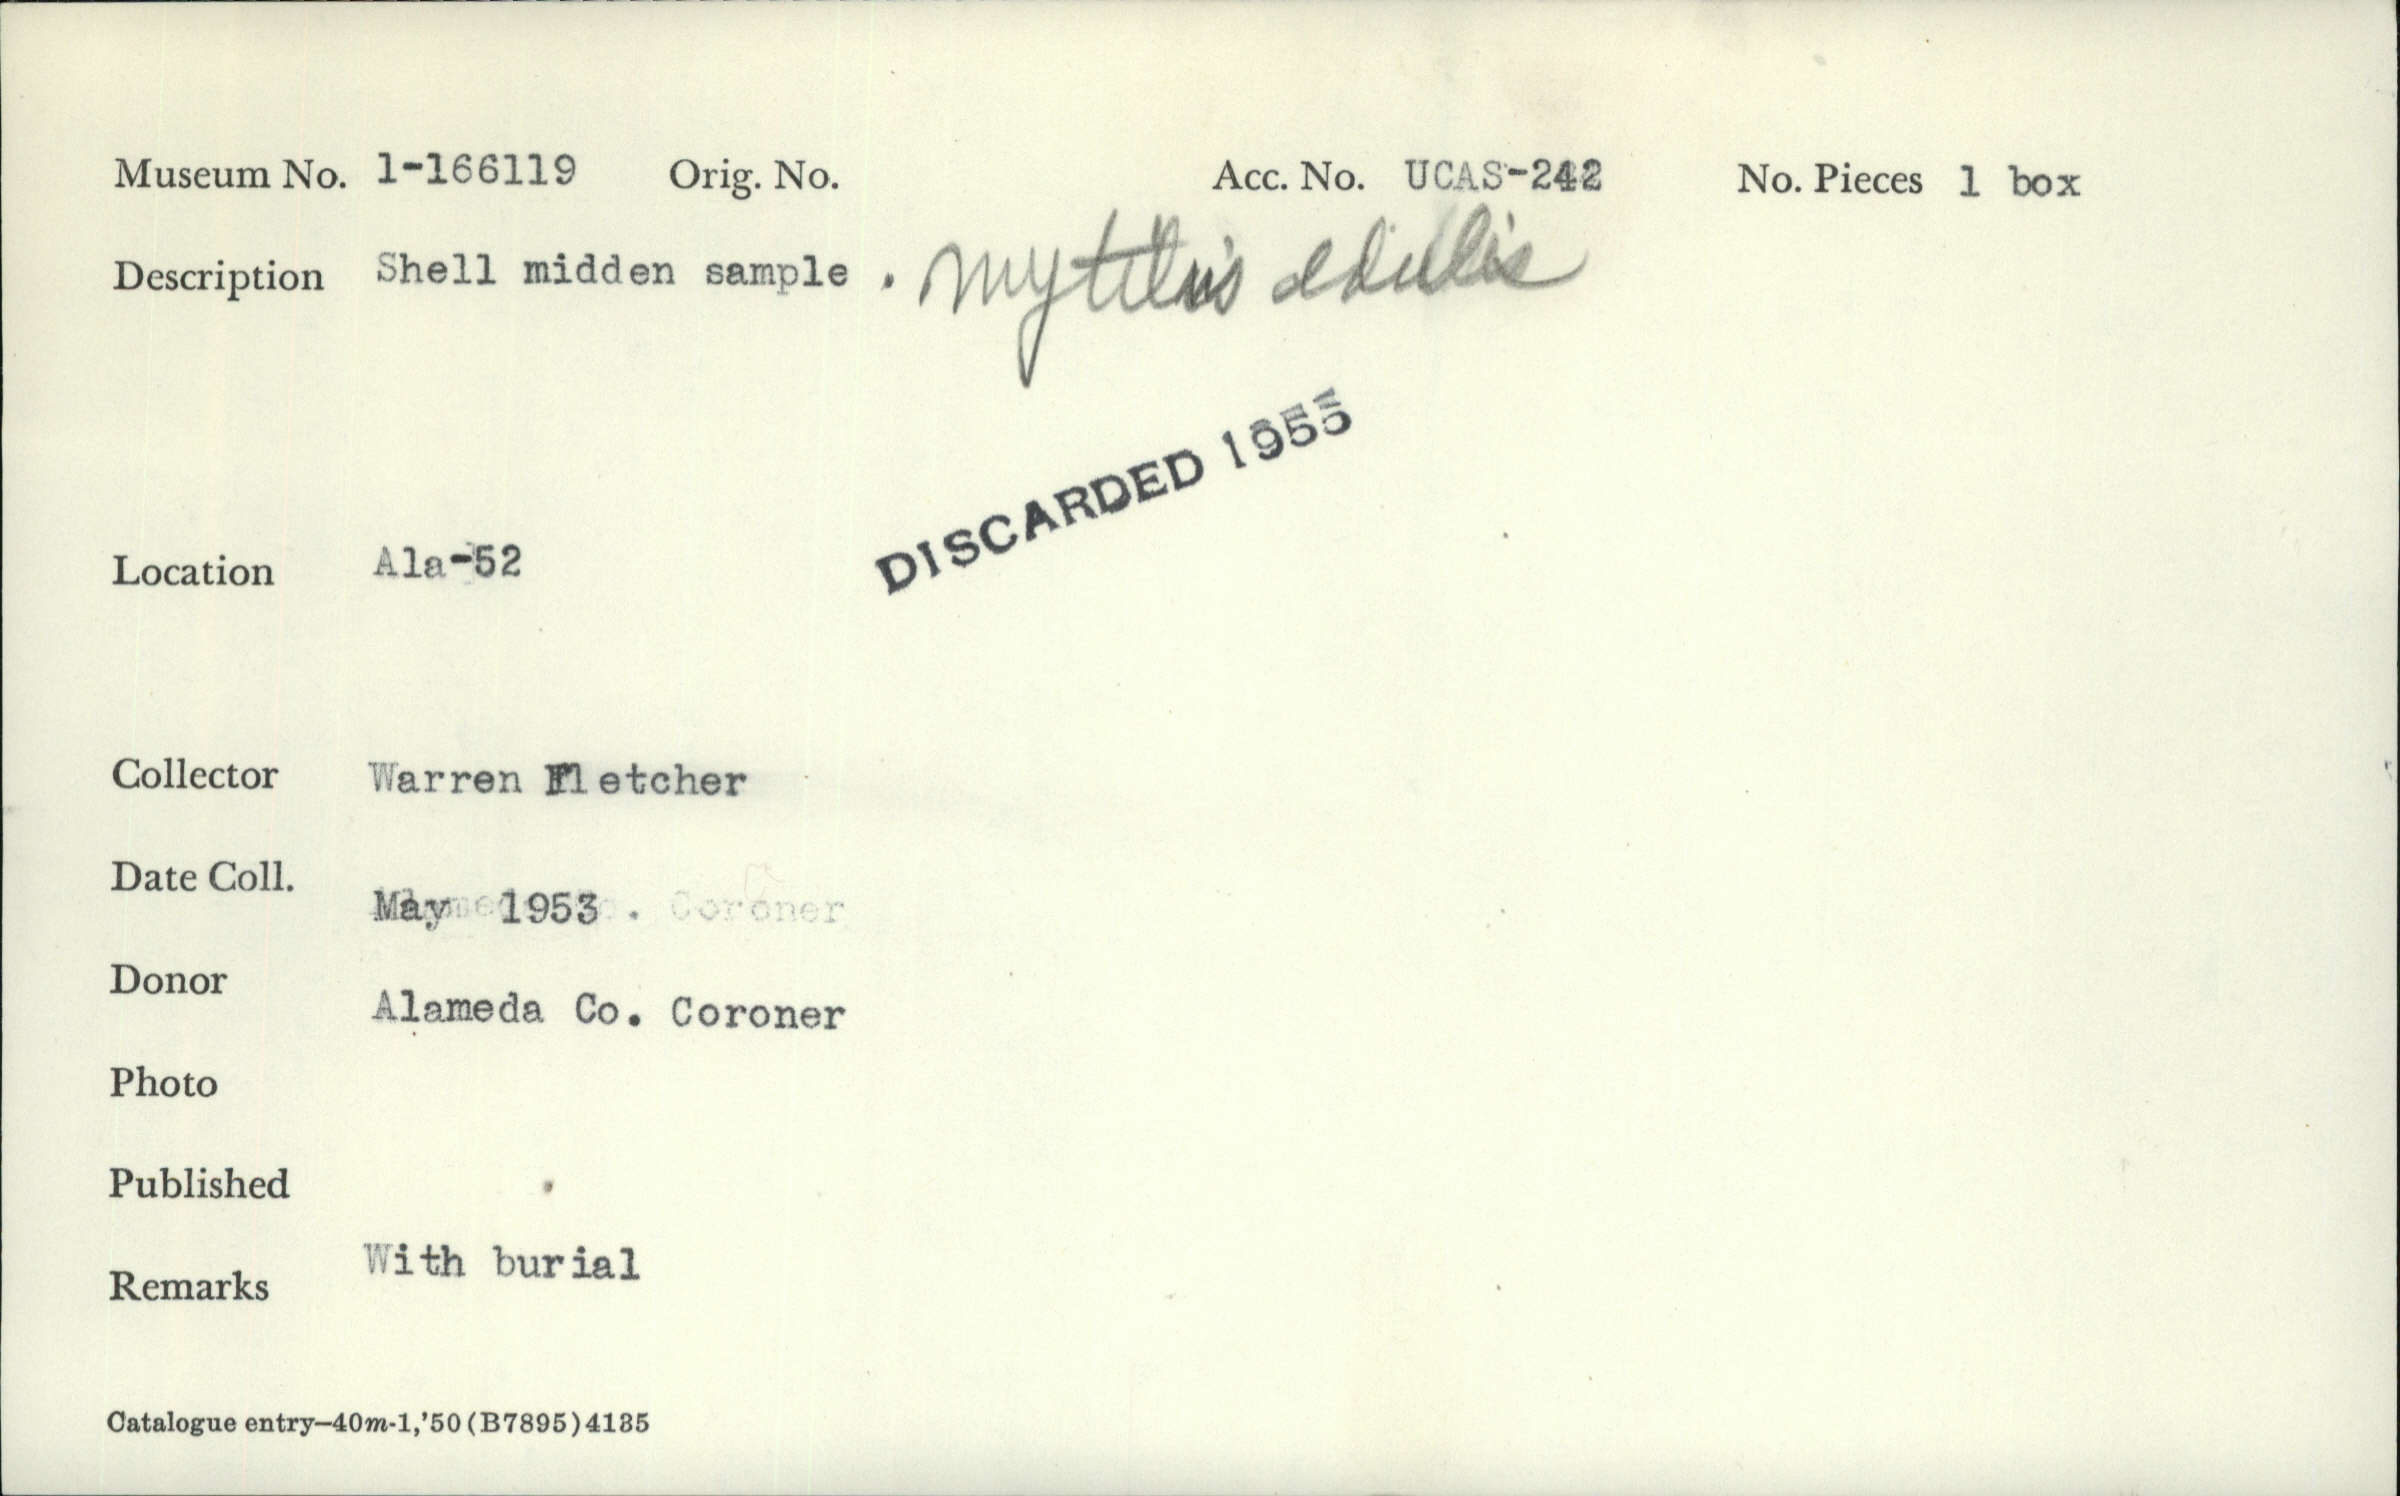 Museum No. 1-166119 Orig. No. Acc. No. UCAS-242 No. Pieces 1 box
Description Shell midden sample . Mytilus edulis
DISCARDED 1955
Location Ala-52
Collector Warren Fletcher
Date Coll. May 1953 . Coroner
Donor Alameda Co. Coroner
Photo
Published
Remarks With burial
Catalogue entry—40m-1,'50(B7895)4135